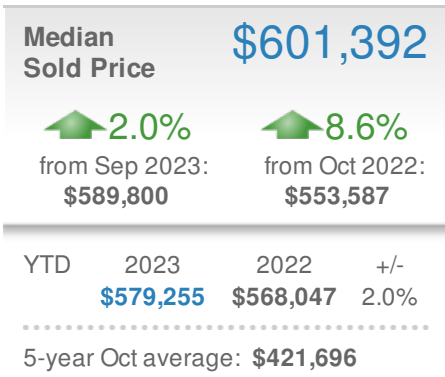 Median
Sold Price
$601,392
2.0% 8.6%
from Sep 2023: from Oct 2022:
$589,800 $553,587
YTD 2023 2022 +/-
$579,255 $568,047 2.0%
5-year Oct average: $421,696